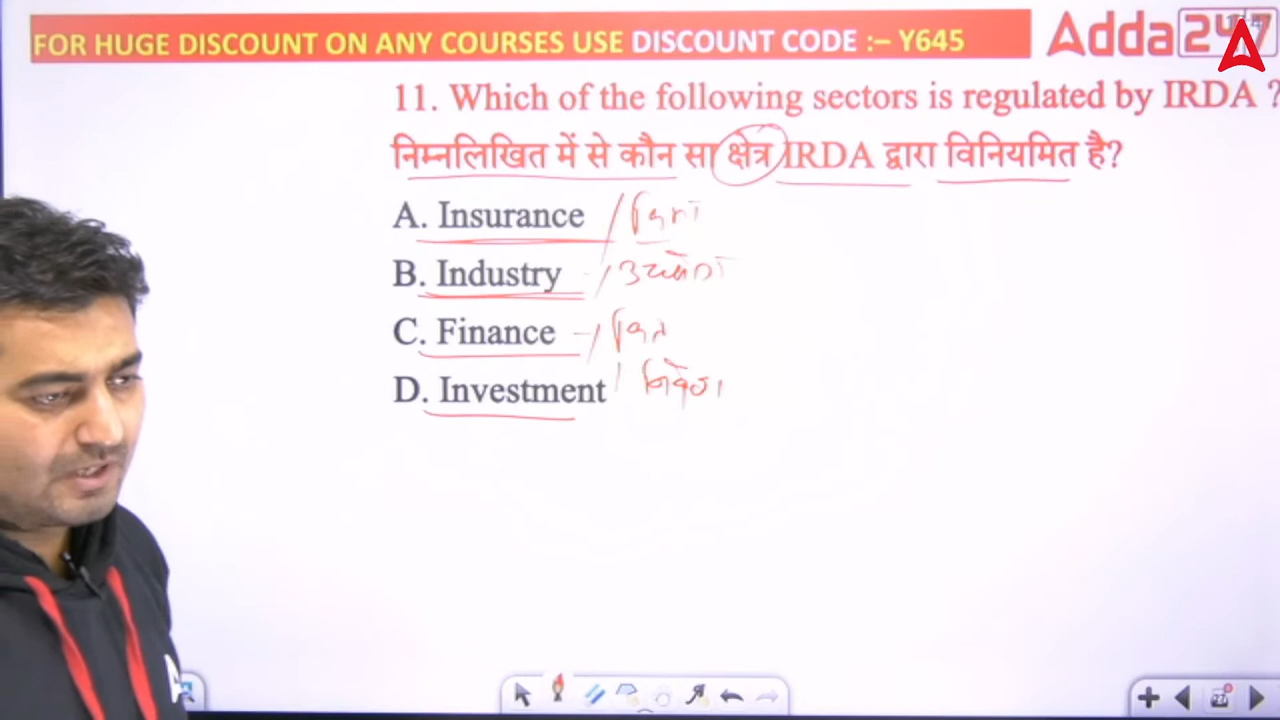 FOR HUGE DISCOUNT ON ANY COURSES USE DISCOUNT CODE :– Y645
Adda247
11. Which of the following sectors is regulated by IRDA ?
निम्नलिखित में से कौन सा क्षेत्र IRDA द्वारा विनियमित है?
A. Insurance
B. Industry
C. Finance
D. Investment